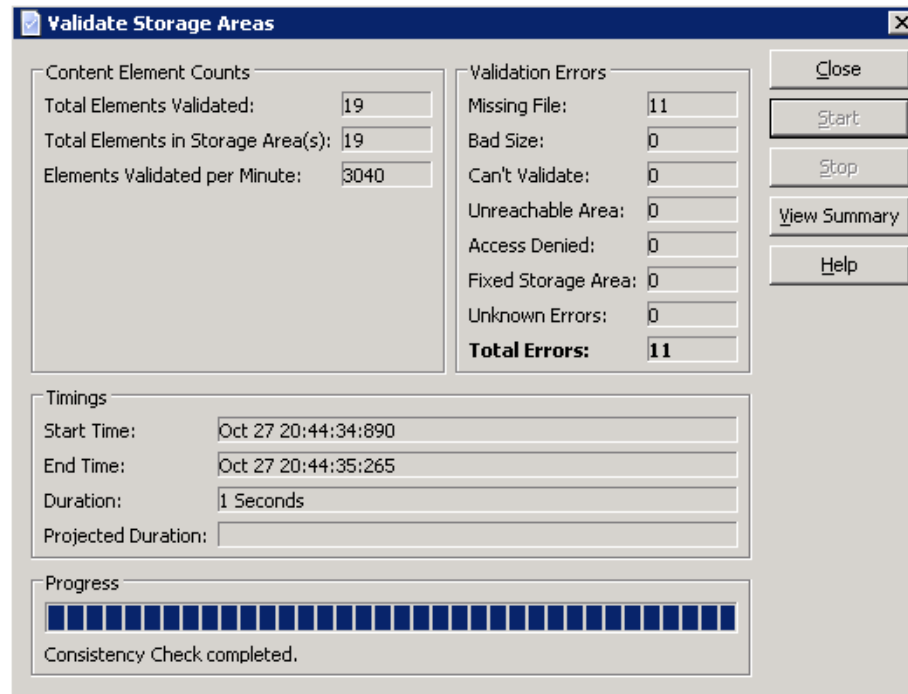 Validate Storage Areas
Content Element Counts
Total Elements Validated: 19
Total Elements in Storage Area(s): 19
Elements Validated per Minute: 3040
Validation Errors
Missing File: 11
Bad Size: 0
Can't Validate: 0
Unreachable Area: 0
Access Denied: 0
Fixed Storage Area: 0
Unknown Errors: 0
Total Errors: 11
Close
Start
Stop
View Summary
Help
Timings
Start Time: Oct 27 20:44:34:890
End Time: Oct 27 20:44:35:265
Duration: 1 Seconds
Projected Duration:
Progress
Consistency Check completed.